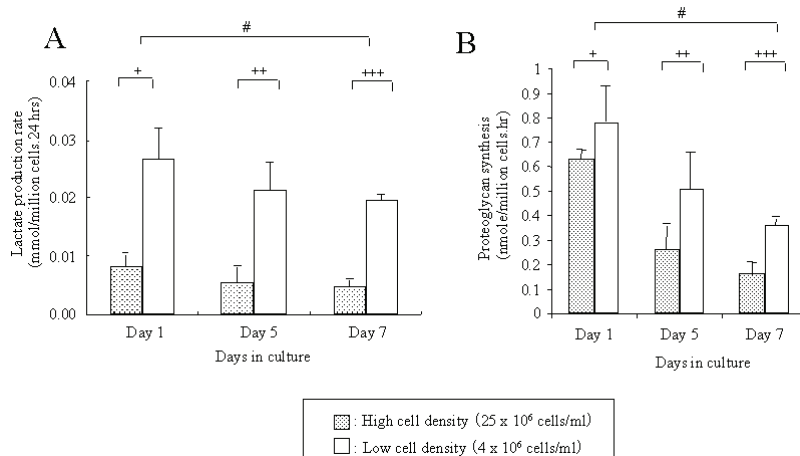 A
#
+
++
+++
0.04
0.03
0.02
0.01
0.00
Lactate production rate
(mmol/million cells.24 hrs)
Day 1
Day 5
Day 7
Days in culture
B
#
+
++
+++
1
0.9
0.8
0.7
0.6
0.5
0.4
0.3
0.2
0.1
0
Proteoglycan synthesis
(nmole/million cells.hr)
Day 1
Day 5
Day 7
Days in culture
: High cell density (25 x 10⁶ cells/ml)
: Low cell density (4 x 10⁶ cells/ml)